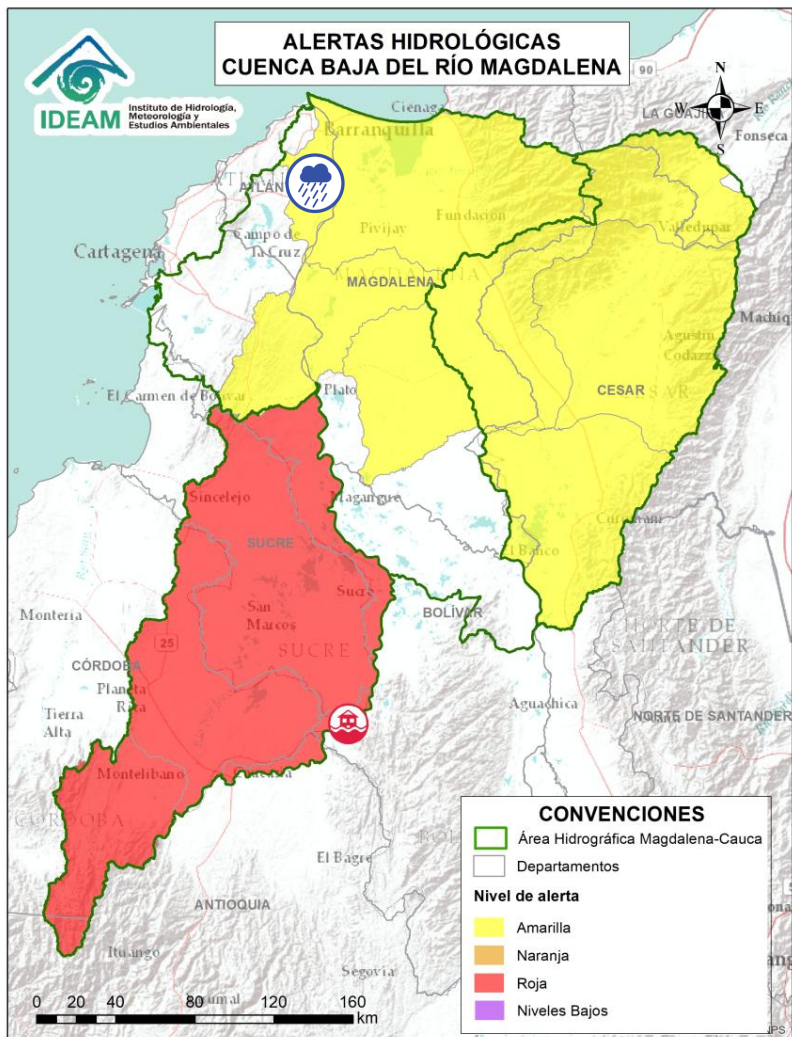 ALERTAS HIDROLÓGICAS
CUENCA BAJA DEL RÍO MAGDALENA
IDEAM
Instituto de Hidrología,
Meteorología y
Estudios Ambientales
N
W
E
S
90
Ciénaga
LA GUAJIRA
Barranquilla
Fonseca
Pivijay
Fundación
Valledupar
Campo de
la Cruz
Cartagena
MAGDALENA
Agustín
Codazzi
CESAR
El Carmen de Bolívar
Plato
Sincelejo
Magangué
SUCRE
El Banco
Sucre
San
Marcos
SUCRE
BOLÍVAR
Montería
25
CÓRDOBA
Planeta
Rica
Tierra
Alta
NORTE DE
SANTANDER
Aguachica
NORTE DE SANTANDER
Montelíbano
El Bagre
ANTIOQUIA
Ituango
Segovia
0 20 40 80 120 160
km
CONVENCIONES
Área Hidrográfica Magdalena-Cauca
Departamentos
Nivel de alerta
Amarilla
Naranja
Roja
Niveles Bajos